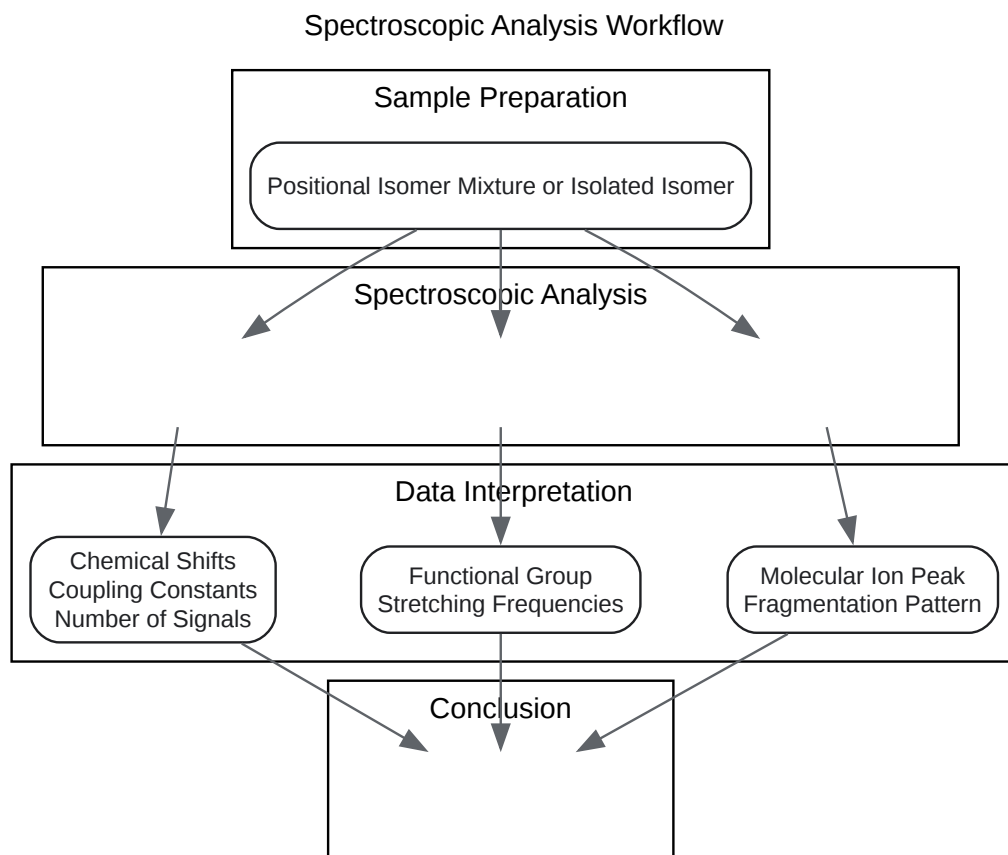 Spectroscopic Analysis Workflow
Sample Preparation
Positional Isomer Mixture or Isolated Isomer
Spectroscopic Analysis
Data Interpretation
Chemical Shifts
Coupling Constants
Number of Signals
Functional Group
Stretching Frequencies
Molecular Ion Peak
Fragmentation Pattern
Conclusion